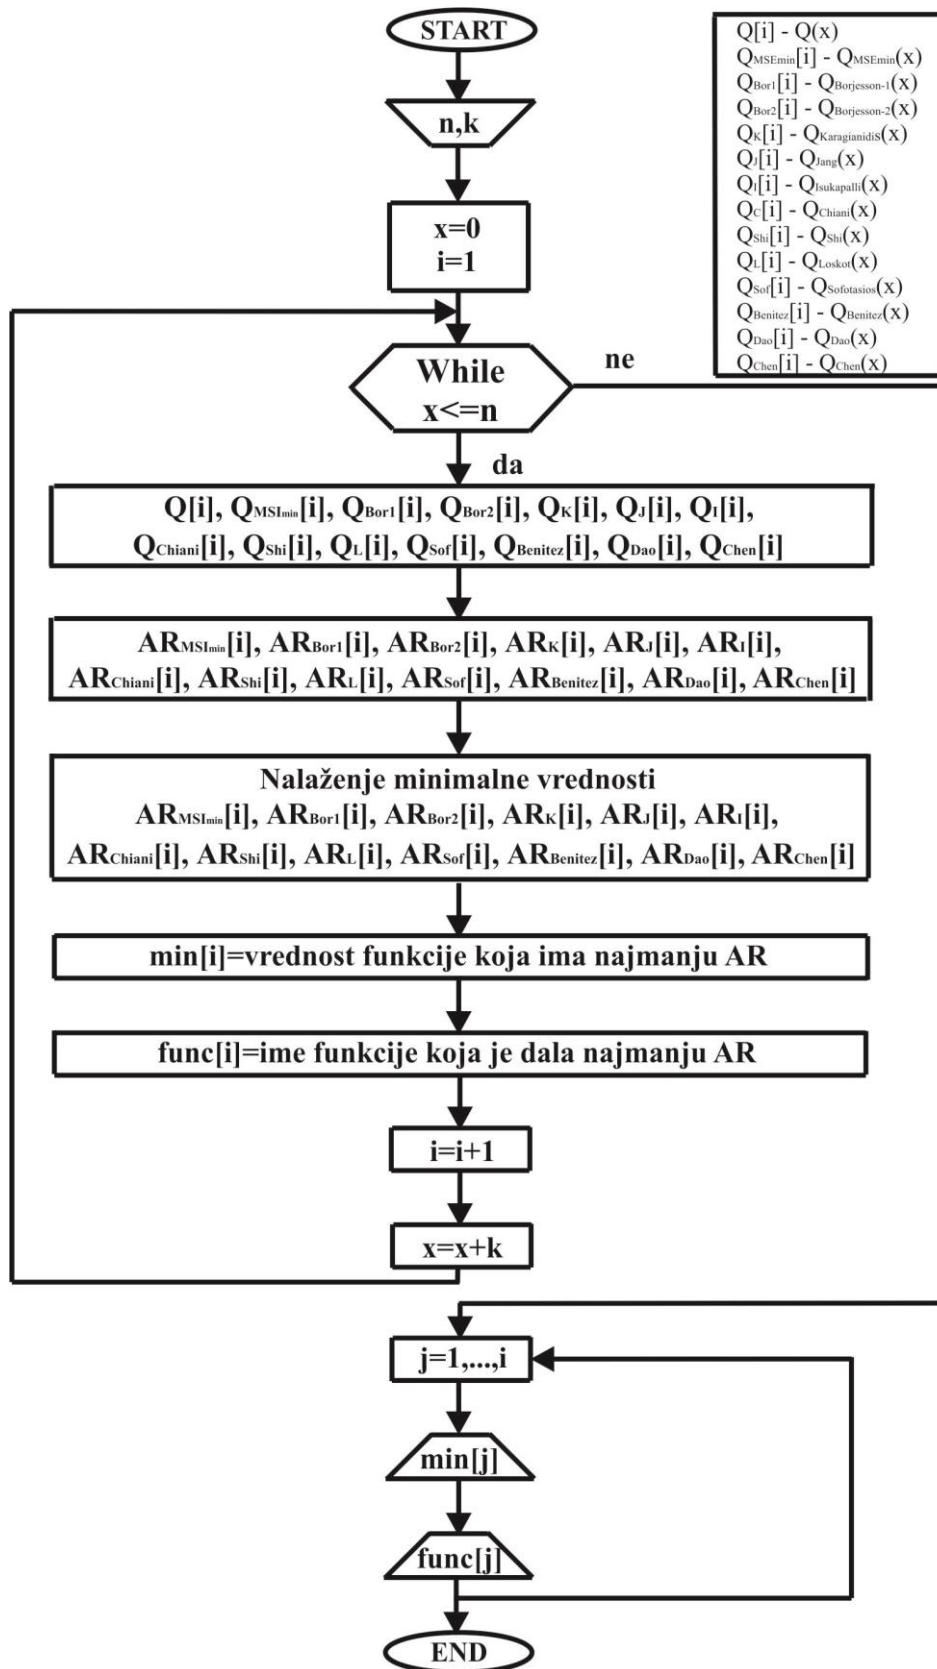 START
n,k
x=0
i=1
While
x<=n
ne
da
Q[i] - Q(x)
QMSEmin[i] - QMSEmin(x)
QBor1[i] - QBorjesson-1(x)
QBor2[i] - QBorjesson-2(x)
QK[i] - QKaragianidis(x)
QJ[i] - QJang(x)
QI[i] - QIsukapalli(x)
QC[i] - QChiani(x)
QShi[i] - QShi(x)
QL[i] - QLoskot(x)
QSof[i] - QSofotasios(x)
QBenitez[i] - QBenitez(x)
QDao[i] - QDao(x)
QChen[i] - QChen(x)
Q[i], QMSImin[i], QBor1[i], QBor2[i], QK[i], QJ[i], QI[i],
QChiani[i], QShi[i], QL[i], QSof[i], QBenitez[i], QDao[i], QChen[i]
ARMSImin[i], ARBor1[i], ARBor2[i], ARK[i], ARJ[i], ARI[i],
ARChiani[i], ARShi[i], ARL[i], ARSof[i], ARBenitez[i], ARDao[i], ARChen[i]
Nalaženje minimalne vrednosti
ARMSImin[i], ARBor1[i], ARBor2[i], ARK[i], ARJ[i], ARI[i],
ARChiani[i], ARShi[i], ARL[i], ARSof[i], ARBenitez[i], ARDao[i], ARChen[i]
min[i]=vrednost funkcije koja ima najmanju AR
func[i]=ime funkcije koja je dala najmanju AR
i=i+1
x=x+k
j=1,...,i
min[j]
func[j]
END